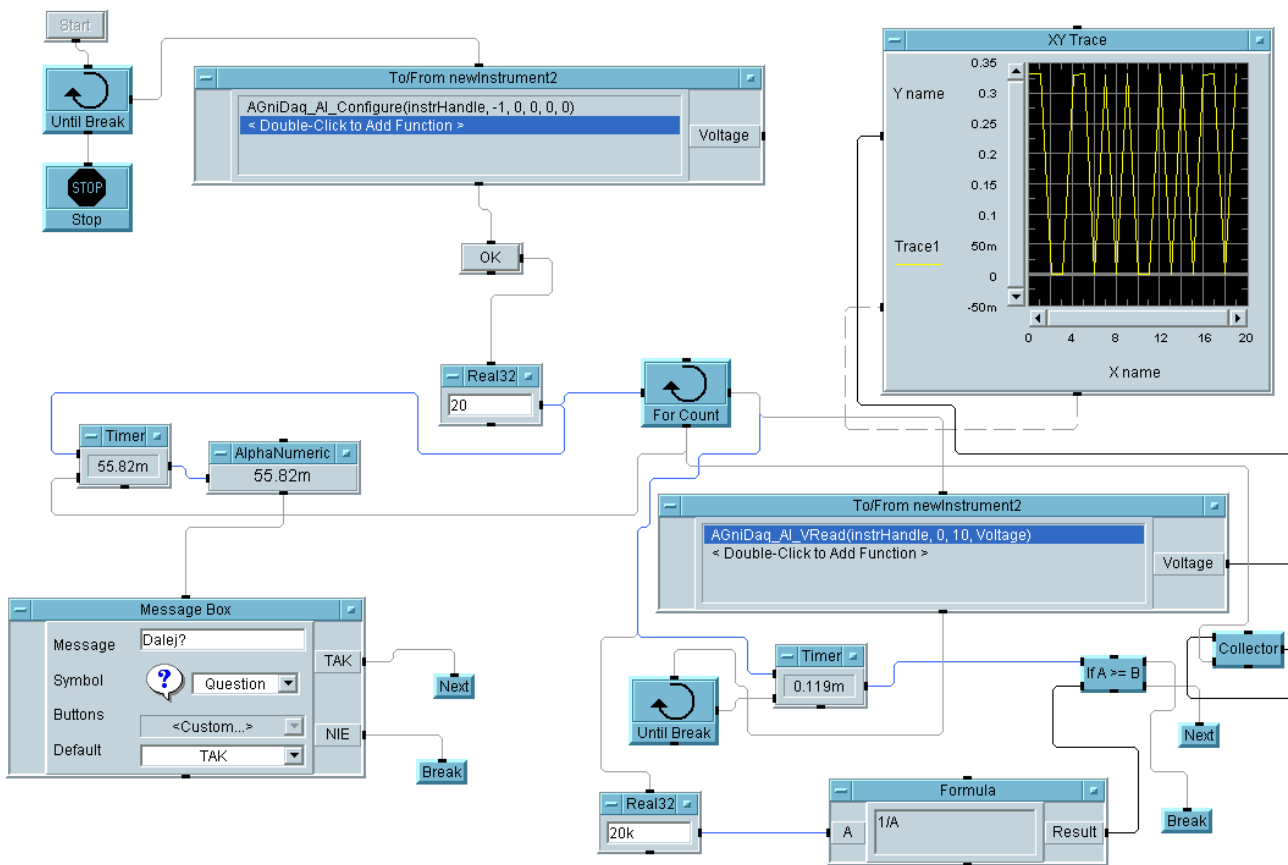 Start
Until Break
STOP
Stop
To/From newInstrument2
AGniDaq_AI_Configure(instrHandle, -1, 0, 0, 0, 0)
< Double-Click to Add Function >
Voltage
OK
XY Trace
Y name
0.35
0.3
0.25
0.2
0.15
0.1
50m
0
-50m
Trace1
0 4 8 12 16 20
X name
Real32
20
For Count
Timer
55.82m
AlphaNumeric
55.82m
To/From newInstrument2
AGniDaq_AI_VRead(instrHandle, 0, 10, Voltage)
< Double-Click to Add Function >
Voltage
Message Box
Message
Dalej?
Symbol
?
Question
Buttons
<Custom...>
Default
TAK
TAK
NIE
Next
Break
Until Break
Timer
0.119m
If A >= B
Collector
Next
Break
Real32
20k
Formula
A
1/A
Result